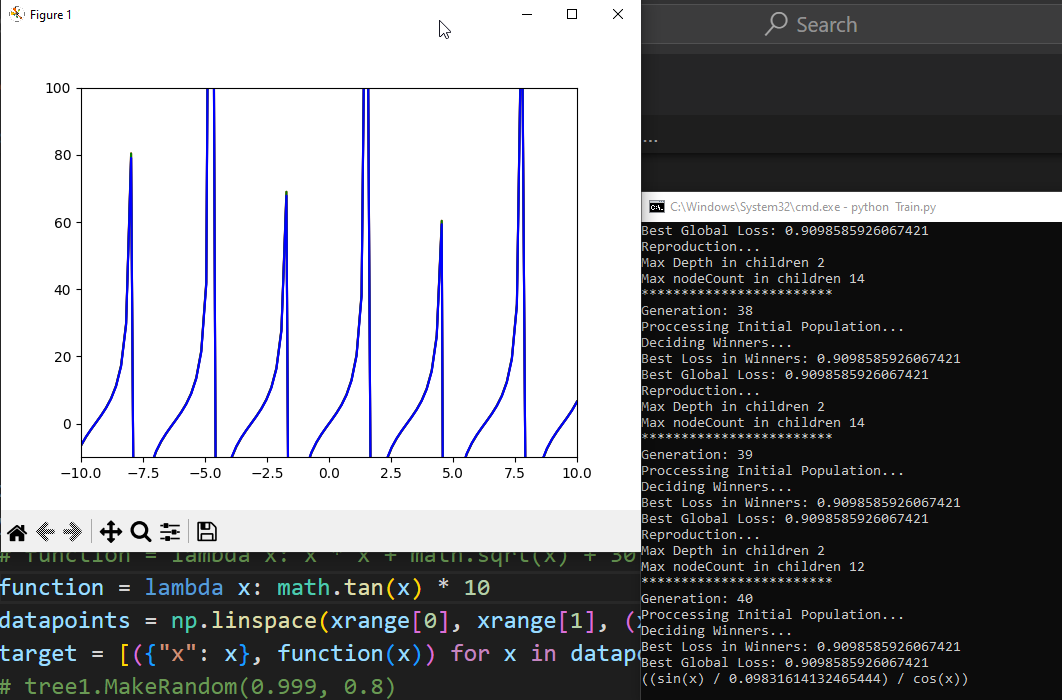 Figure 1
Search
...
100
80
60
40
20
0
−10.0 −7.5 −5.0 −2.5 0.0 2.5 5.0 7.5 10.0
# function = lambda x: x * x + math.sqrt(x) + 30
function = lambda x: math.tan(x) * 10
datapoints = np.linspace(xrange[0], xrange[1], (
target = [({"x": x}, function(x)) for x in datap
# tree1.MakeRandom(0.999, 0.8)
C:\Windows\System32\cmd.exe - python Train.py
Best Global Loss: 0.9098585926067421
Reproduction...
Max Depth in children 2
Max nodeCount in children 14
************************
Generation: 38
Proccessing Initial Population...
Deciding Winners...
Best Loss in Winners: 0.9098585926067421
Best Global Loss: 0.9098585926067421
Reproduction...
Max Depth in children 2
Max nodeCount in children 14
************************
Generation: 39
Proccessing Initial Population...
Deciding Winners...
Best Loss in Winners: 0.9098585926067421
Best Global Loss: 0.9098585926067421
Reproduction...
Max Depth in children 2
Max nodeCount in children 12
************************
Generation: 40
Proccessing Initial Population...
Deciding Winners...
Best Loss in Winners: 0.9098585926067421
Best Global Loss: 0.9098585926067421
((sin(x) / 0.09831614132465444) / cos(x))